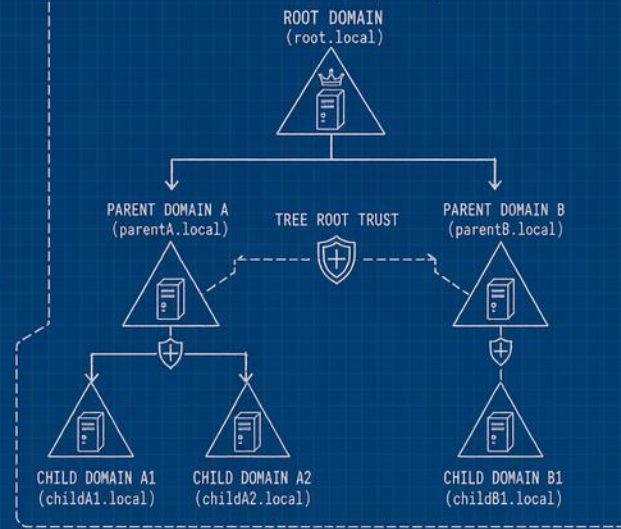 ROOT DOMAIN
(root.local)
PARENT DOMAIN A
(parentA.local)
TREE ROOT TRUST
PARENT DOMAIN B
(parentB.local)
CHILD DOMAIN A1
(childA1.local)
CHILD DOMAIN A2
(childA2.local)
CHILD DOMAIN B1
(childB1.local)